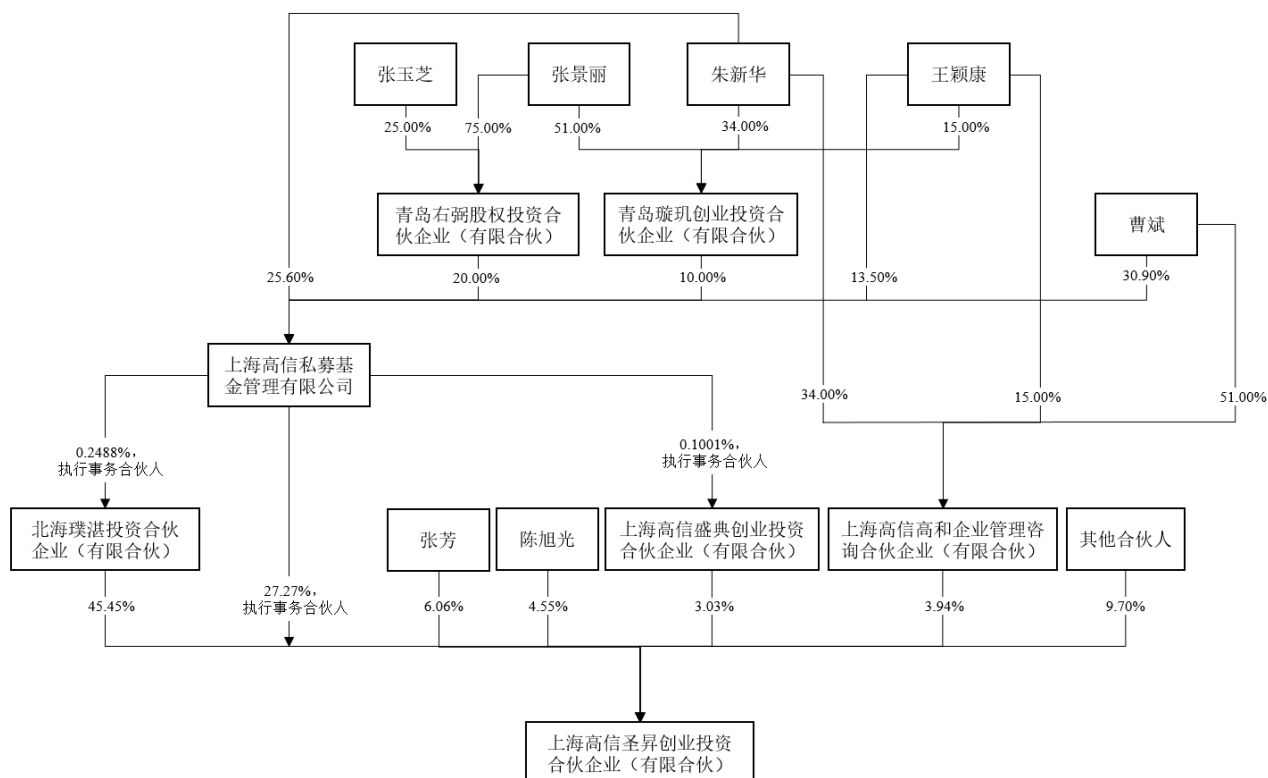 张玉芝
张景丽
朱新华
王颖康
25.00%
75.00%
51.00%
34.00%
15.00%
青岛右弼股权投资合
伙企业（有限合伙）
青岛璇玑创业投资合
伙企业（有限合伙）
曹斌
25.60%
20.00%
10.00%
13.50%
30.90%
上海高信私募基
金管理有限公司
34.00%
15.00%
51.00%
0.2488%，
执行事务合伙人
0.1001%，
执行事务合伙人
北海璞湛投资合伙
企业（有限合伙）
张芳
陈旭光
上海高信盛典创业投资
合伙企业（有限合伙）
上海高信高和企业管理咨
询合伙企业（有限合伙）
其他合伙人
45.45%
27.27%，
执行事务合伙人
6.06%
4.55%
3.03%
3.94%
9.70%
上海高信圣昇创业投资
合伙企业（有限合伙）